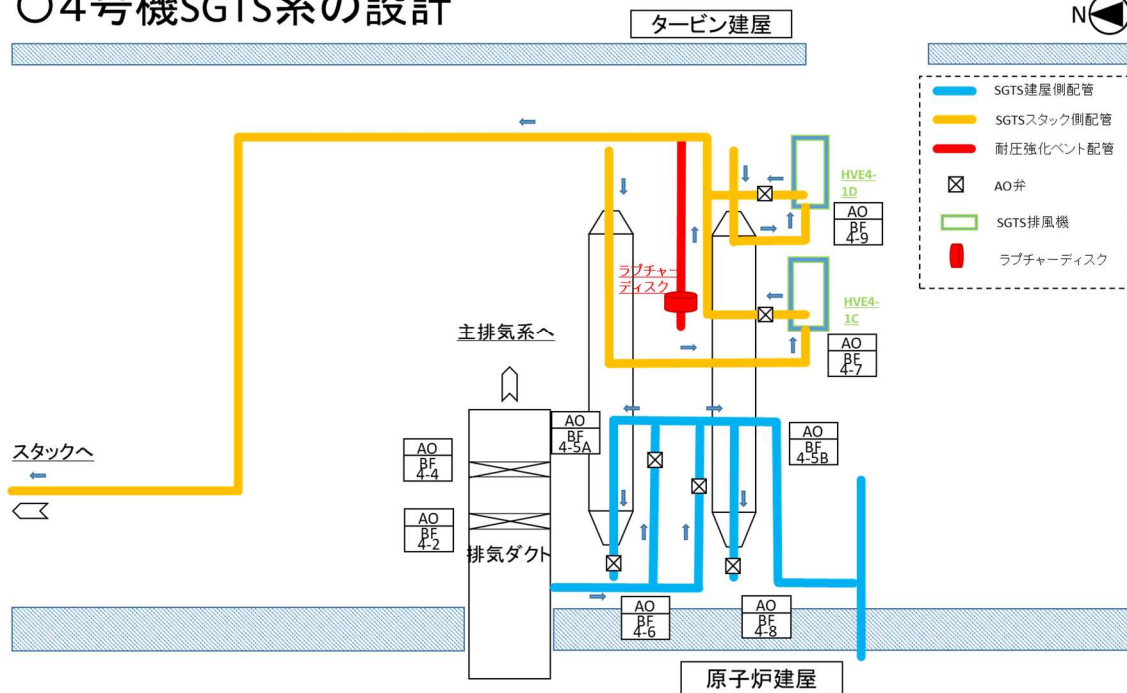 〇4号機SGTS系の設計
タービン建屋
N
SGTS建屋側配管
SGTSスタック側配管
耐圧強化ベント配管
AO弁
SGTS排風機
ラプチャーディスク
HVE4-
1D
AO
BF
4-9
ラプチャー
ディスク
HVE4-
1C
AO
BF
4-7
主排気系へ
AO
BF
4-5A
AO
BF
4-5B
スタックへ
AO
BF
4-4
AO
BF
4-2
排気ダクト
AO
BF
4-6
AO
BF
4-8
原子炉建屋